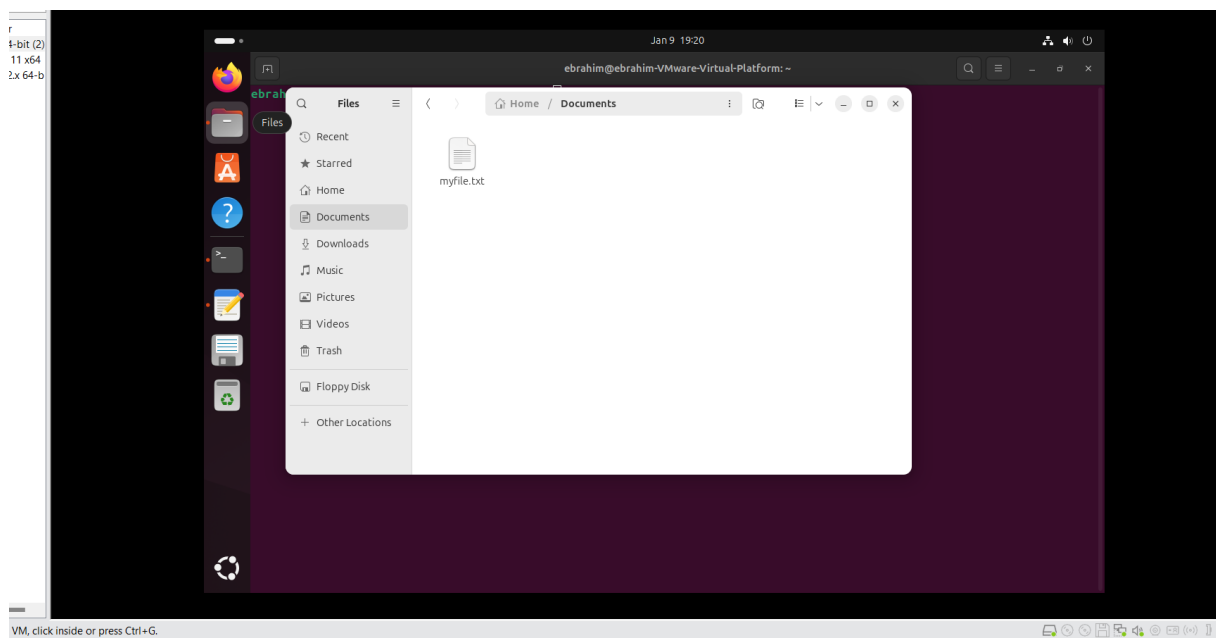 r
4-bit (2)
11 x64
2.x 64-b
Jan 9 19:20
ebrahim@ebrahim-VMware-Virtual-Platform: ~
ebrah
Files
Files
Home / Documents
Recent
Starred
Home
Documents
Downloads
Music
Pictures
Videos
Trash
Floppy Disk
+ Other Locations
myfile.txt
VM, click inside or press Ctrl+G.